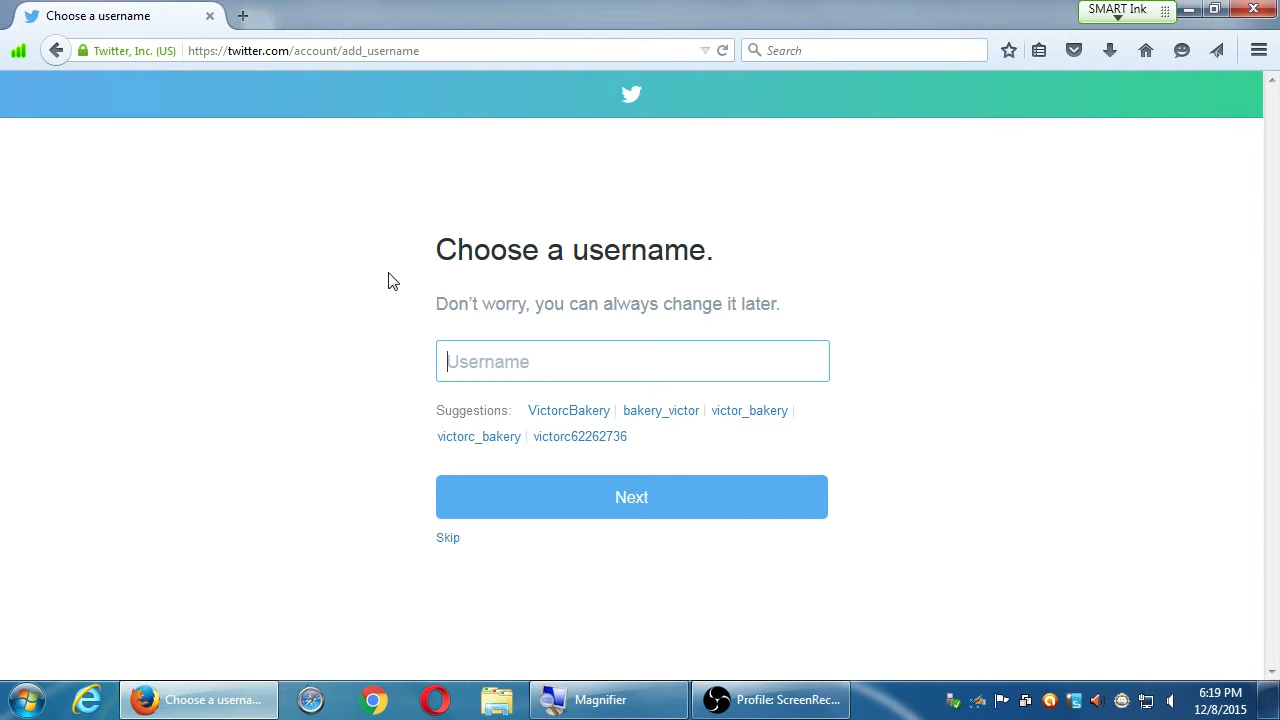 Choose a username
SMART Ink
Twitter, Inc. (US)
https://twitter.com/account/add_username
Search
Choose a username.
Don't worry, you can always change it later.
Username
Suggestions: VictorcBakery | bakery_victor | victor_bakery |
victorc_bakery | victorc62262736
Next
Skip
Choose a userna...
Magnifier
Profile: ScreenRec...
6:19 PM
12/8/2015